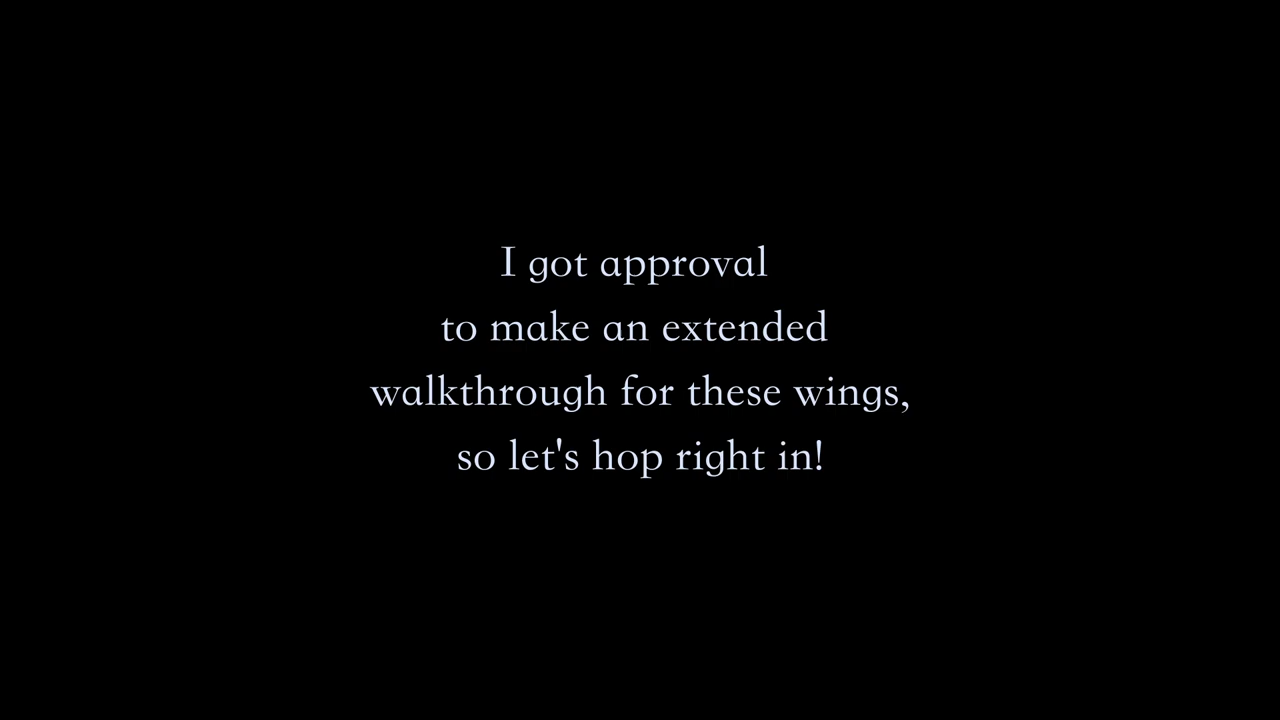 I got approval
to make an extended
walkthrough for these wings,
so let's hop right in!